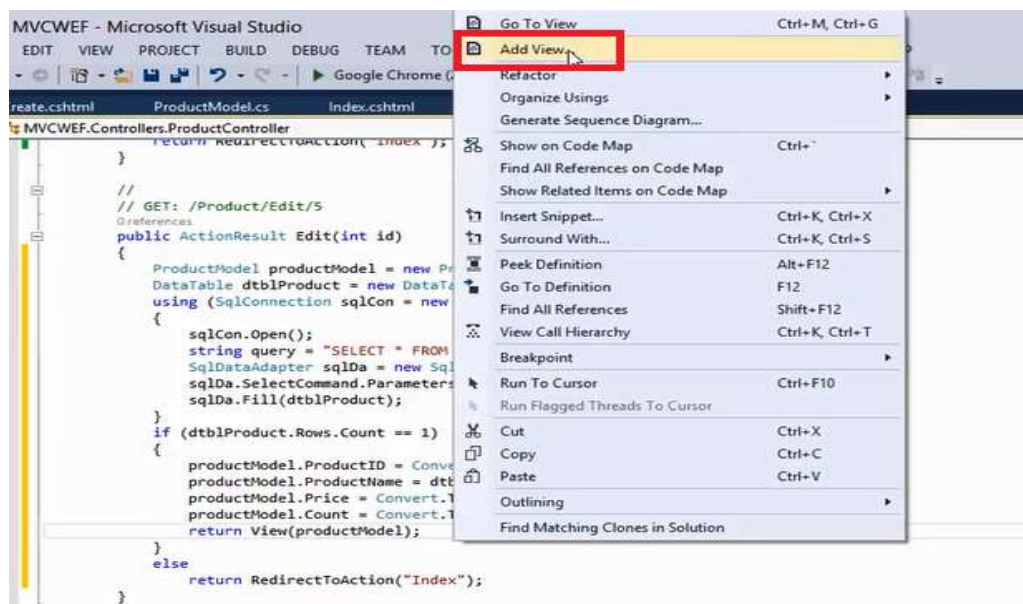 MVCWEF - Microsoft Visual Studio
EDIT VIEW PROJECT BUILD DEBUG TEAM TO
Google Chrome (
reate.cshtml ProductModel.cs Index.cshtml
MVCWEF.Controllers.ProductController
return RedirectToAction("Index");
}
//
// GET: /Product/Edit/5
0 references
public ActionResult Edit(int id)
{
ProductModel productModel = new Pr
DataTable dtblProduct = new DataTa
using (SqlConnection sqlCon = new
{
sqlCon.Open();
string query = "SELECT * FROM
SqlDataAdapter sqlDa = new Sql
sqlDa.SelectCommand.Parameters
sqlDa.Fill(dtblProduct);
}
if (dtblProduct.Rows.Count == 1)
{
productModel.ProductID = Conve
productModel.ProductName = dtb
productModel.Price = Convert.T
productModel.Count = Convert.T
return View(productModel);
}
else
return RedirectToAction("Index");
}
Go To View Ctrl+M, Ctrl+G
Add View...
Refactor
Organize Usings
Generate Sequence Diagram...
Show on Code Map Ctrl+`
Find All References on Code Map
Show Related Items on Code Map
Insert Snippet... Ctrl+K, Ctrl+X
Surround With... Ctrl+K, Ctrl+S
Peek Definition Alt+F12
Go To Definition F12
Find All References Shift+F12
View Call Hierarchy Ctrl+K, Ctrl+T
Breakpoint
Run To Cursor Ctrl+F10
Run Flagged Threads To Cursor
Cut Ctrl+X
Copy Ctrl+C
Paste Ctrl+V
Outlining
Find Matching Clones in Solution